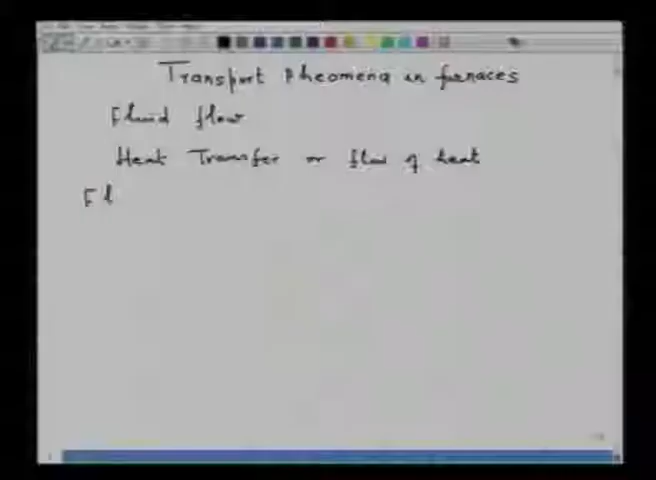 Transport Pheomena in furnaces
Fluid flow
Heat Transfer or flow of heat
Fl